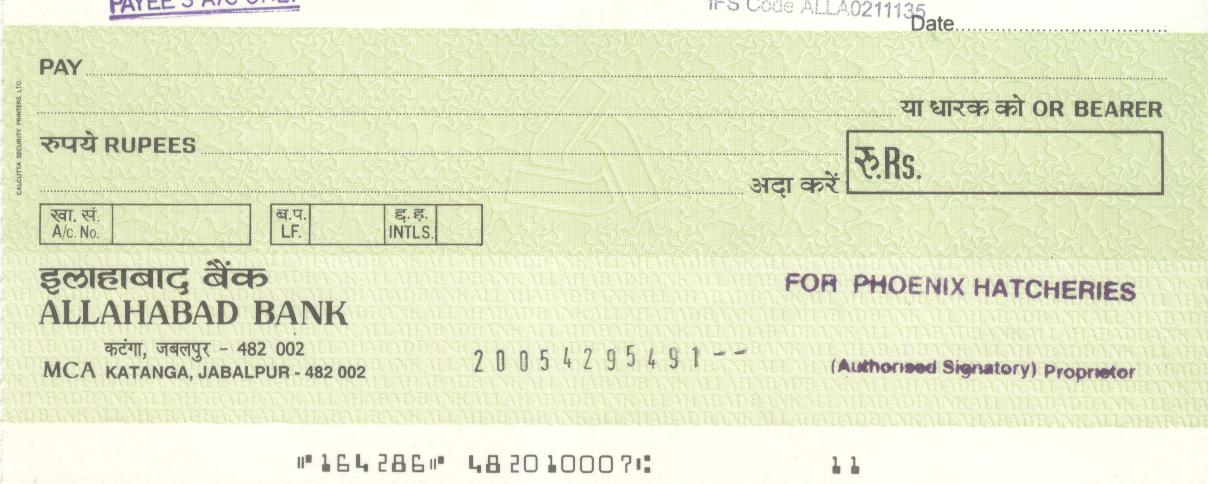 PAYEE'S A/C ONLY
IFS Code ALLA0211135
Date
PAY
या धारक को OR BEARER
रुपये RUPEES
अदा करें
रु.Rs.
CALCUTTA SECURITY PRINTERS LTD.
खा. सं.
A/c. No.
ब.प.
LF.
ह्र. ह.
INTLS.
इलाहाबाद बैंक
ALLAHABAD BANK
कटंगा, जबलपुर - 482 002
MCA KATANGA, JABALPUR - 482 002
20054295491--
FOR PHOENIX HATCHERIES
(Authorised Signatory) Proprietor
⑈164286⑈ 482010007⑆ 11